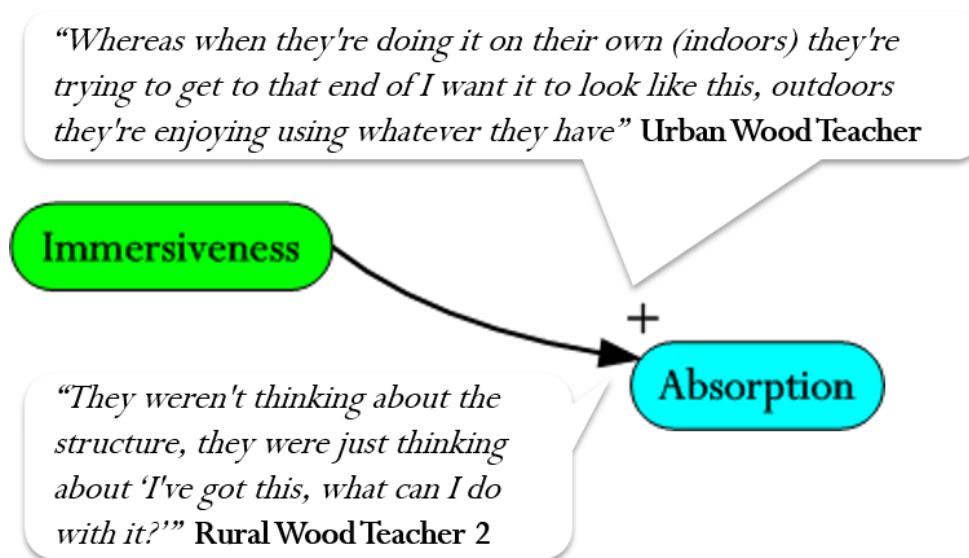 “Whereas when they're doing it on their own (indoors) they're
trying to get to that end of I want it to look like this, outdoors
they're enjoying using whatever they have” Urban Wood Teacher
Immersiveness
+
Absorption
“They weren't thinking about the
structure, they were just thinking
about ‘I've got this, what can I do
with it?’” Rural Wood Teacher 2